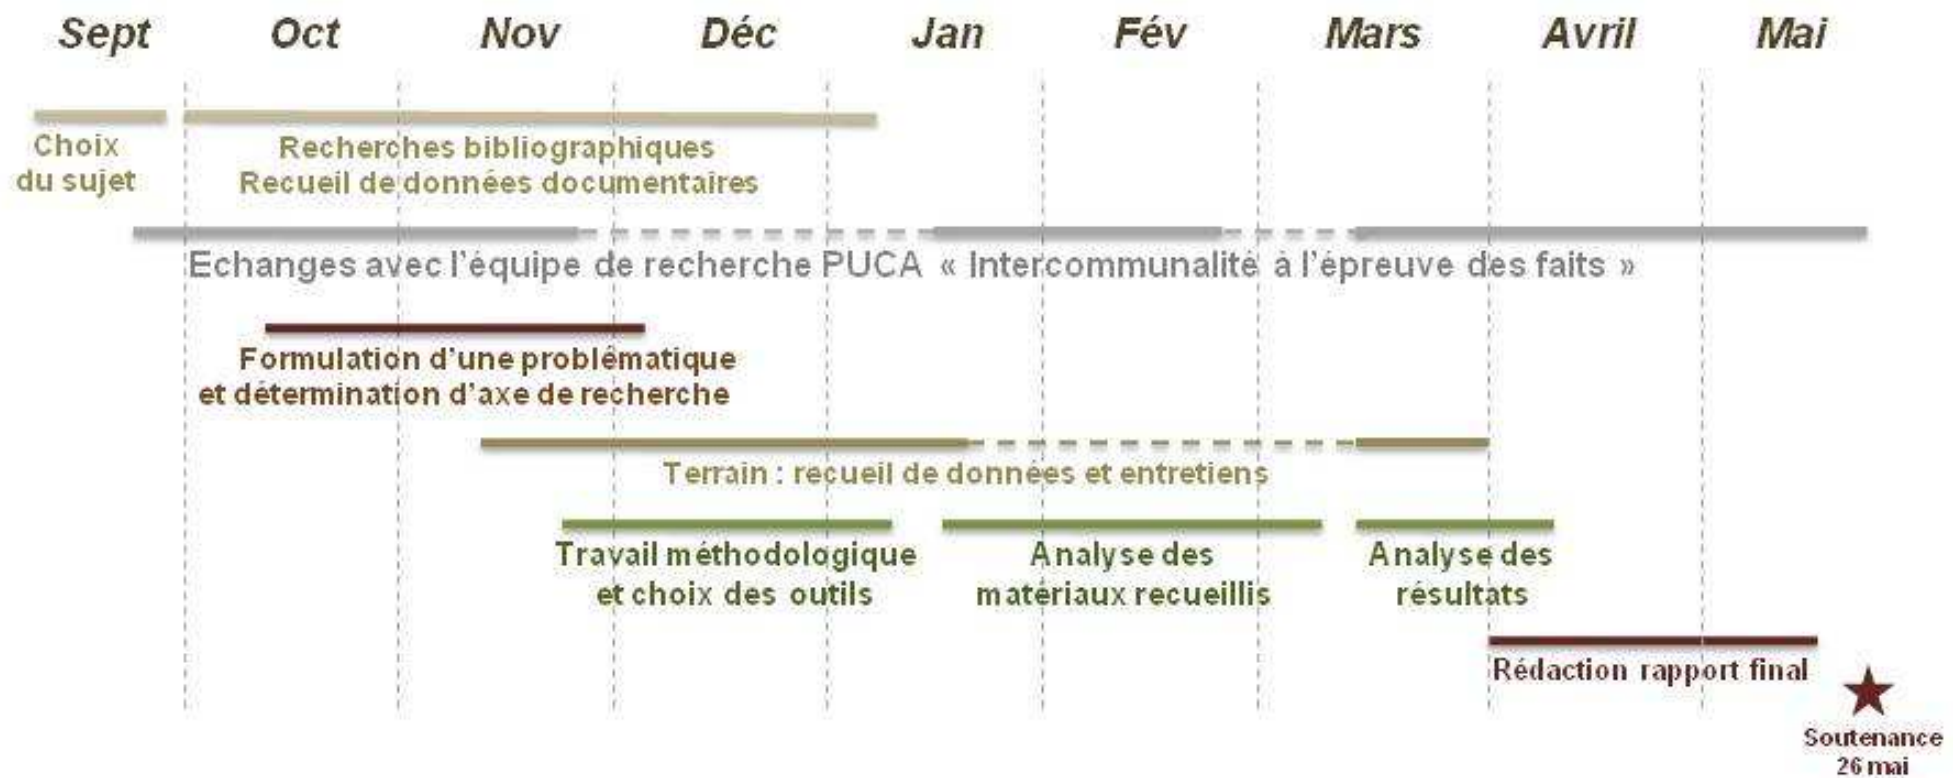 Sept Oct Nov Déc Jan Fév Mars Avril Mai
Choix
du sujet
Recherches bibliographiques
Recueil de données documentaires
Echanges avec l'équipe de recherche PUCA « Intercommunalité à l'épreuve des faits »
Formulation d'une problématique
et détermination d'axe de recherche
Terrain : recueil de données et entretiens
Travail méthodologique
et choix des outils
Analyse des
matériaux recueillis
Analyse des
résultats
Rédaction rapport final
Soutenance
26 mai